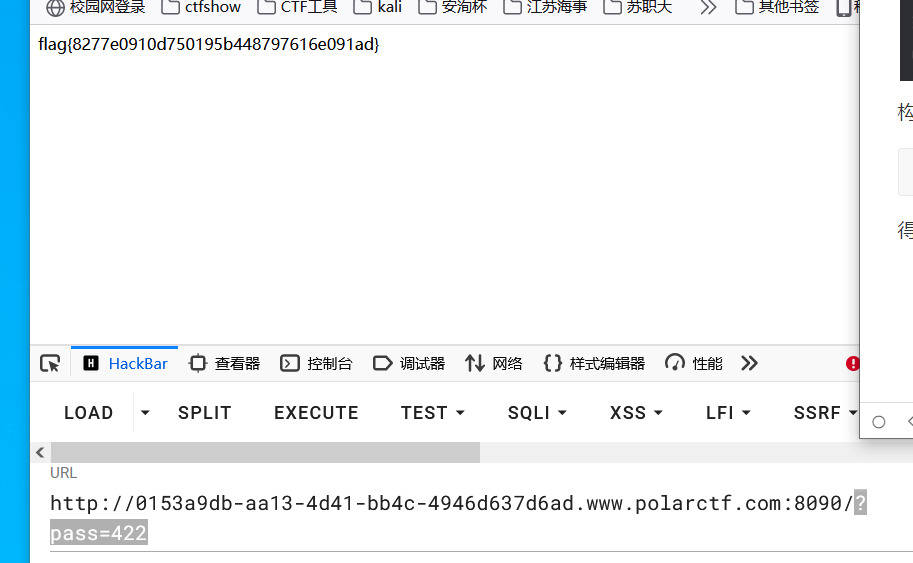 校园网登录 ctfshow CTF工具 kali 安洵杯 江苏海事 苏职天 其他书签
flag{8277e0910d750195b448797616e091ad}
构
得
HackBar 查看器 控制台 调试器 网络 样式编辑器 性能
LOAD SPLIT EXECUTE TEST SQLI XSS LFI SSRF
URL
http://0153a9db-aa13-4d41-bb4c-4946d637d6ad.www.polarctf.com:8090/?
pass=422